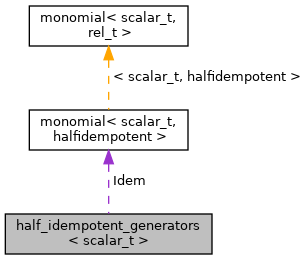 monomial< scalar_t,
rel_t >
< scalar_t, halfidempotent >
monomial< scalar_t,
halfidempotent >
Idem
half_idempotent_generators
< scalar_t >